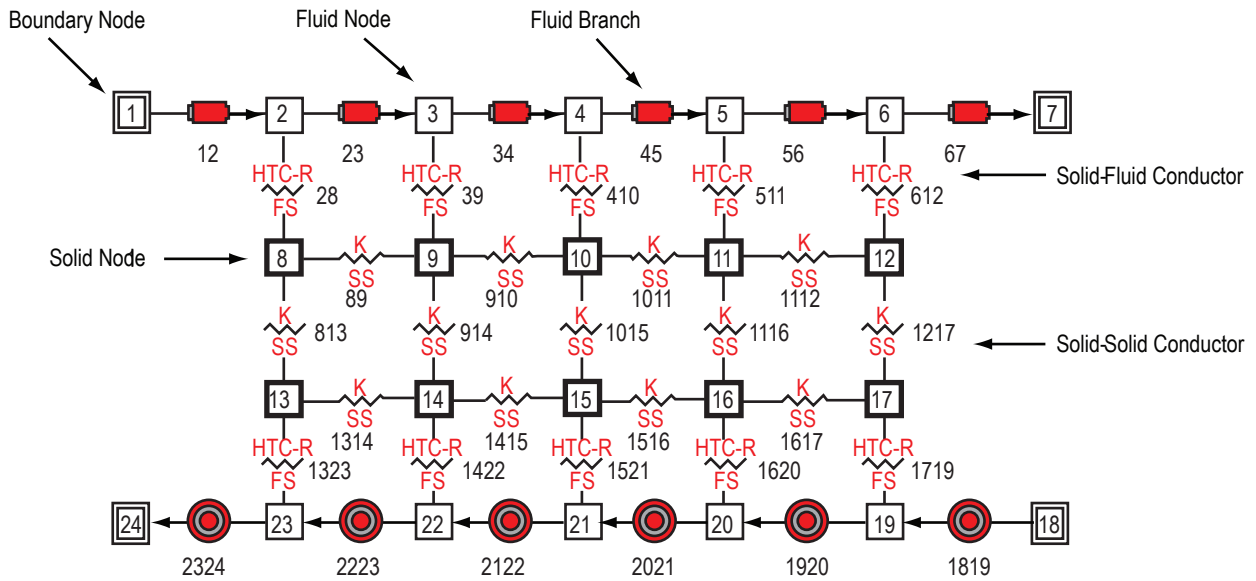 Boundary Node
Fluid Node
Fluid Branch
1
2
3
4
5
6
7
12
23
34
45
56
67
HTC-R
HTC-R
HTC-R
HTC-R
HTC-R
Solid-Fluid Conductor
28
39
410
511
612
FS
FS
FS
FS
FS
Solid Node
8
K
9
K
10
K
11
K
12
SS
SS
SS
SS
89
910
1011
1112
K
K
K
K
K
813
914
1015
1116
1217
Solid-Solid Conductor
SS
SS
SS
SS
SS
13
K
14
K
15
K
16
K
17
SS
SS
SS
SS
1314
1415
1516
1617
HTC-R
HTC-R
HTC-R
HTC-R
HTC-R
1323
1422
1521
1620
1719
FS
FS
FS
FS
FS
24
23
22
21
20
19
18
2324
2223
2122
2021
1920
1819